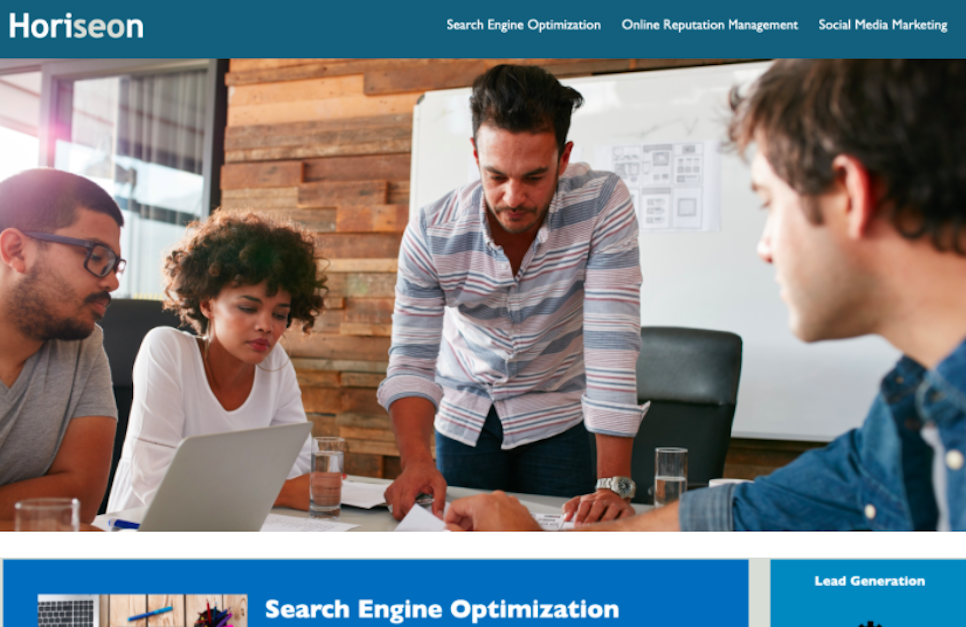 Horiseon
Search Engine Optimization
Online Reputation Management
Social Media Marketing
Search Engine Optimization
Lead Generation